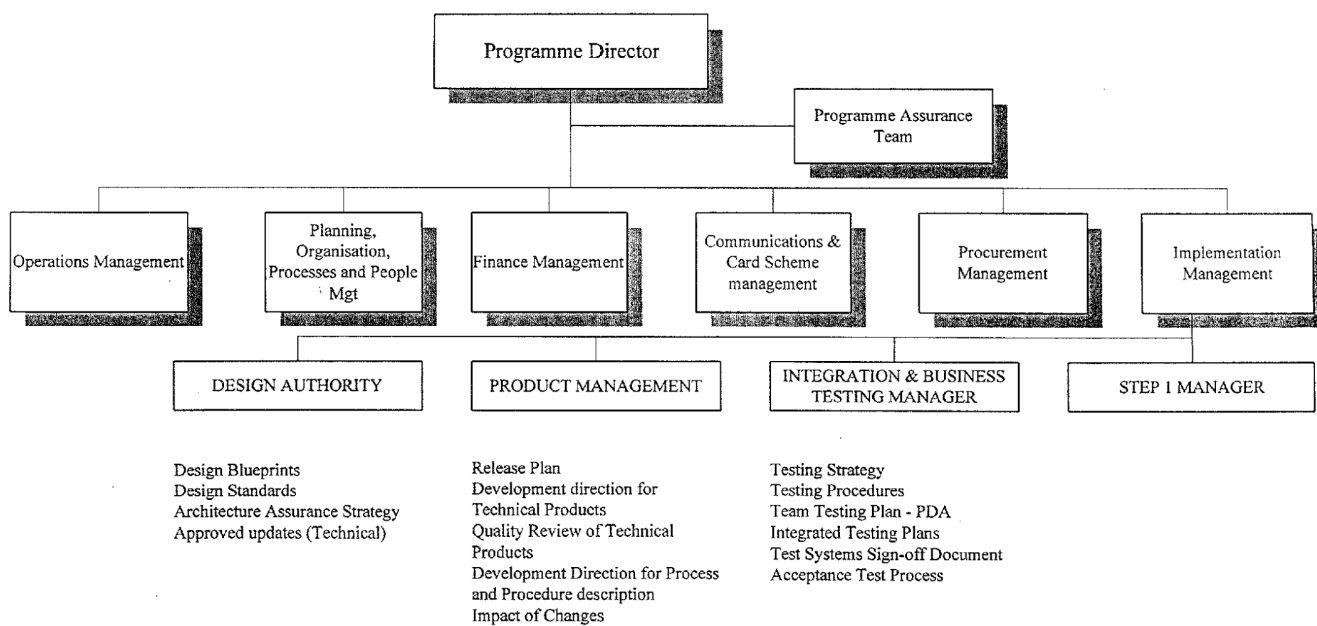 Programme Director
Programme Assurance
Team
Operations Management
Planning,
Organisation,
Processes and People
Mgt
Finance Management
Communications &
Card Scheme
management
Procurement
Management
Implementation
Management
DESIGN AUTHORITY
PRODUCT MANAGEMENT
INTEGRATION & BUSINESS
TESTING MANAGER
STEP 1 MANAGER
Design Blueprints
Design Standards
Architecture Assurance Strategy
Approved updates (Technical)
Release Plan
Development direction for
Technical Products
Quality Review of Technical
Products
Development Direction for Process
and Procedure description
Impact of Changes
Testing Strategy
Testing Procedures
Team Testing Plan - PDA
Integrated Testing Plans
Test Systems Sign-off Document
Acceptance Test Process